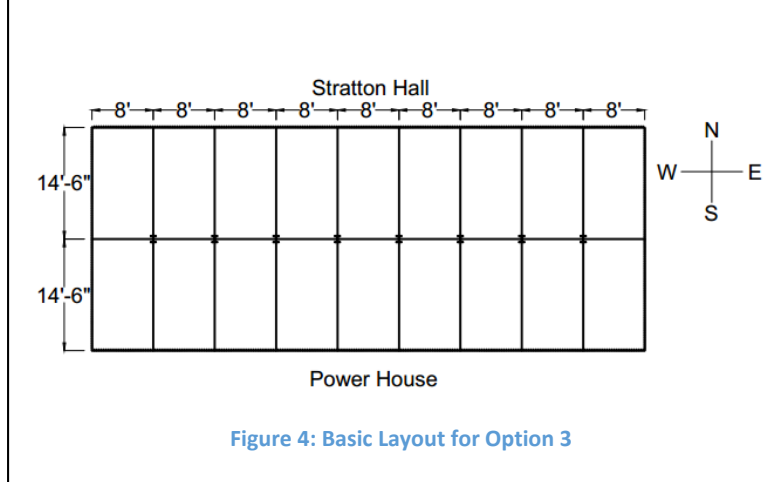 Stratton Hall
8' 8' 8' 8' 8' 8' 8' 8' 8'
N
W E
S
14'-6"
14'-6"
Power House
Figure 4: Basic Layout for Option 3